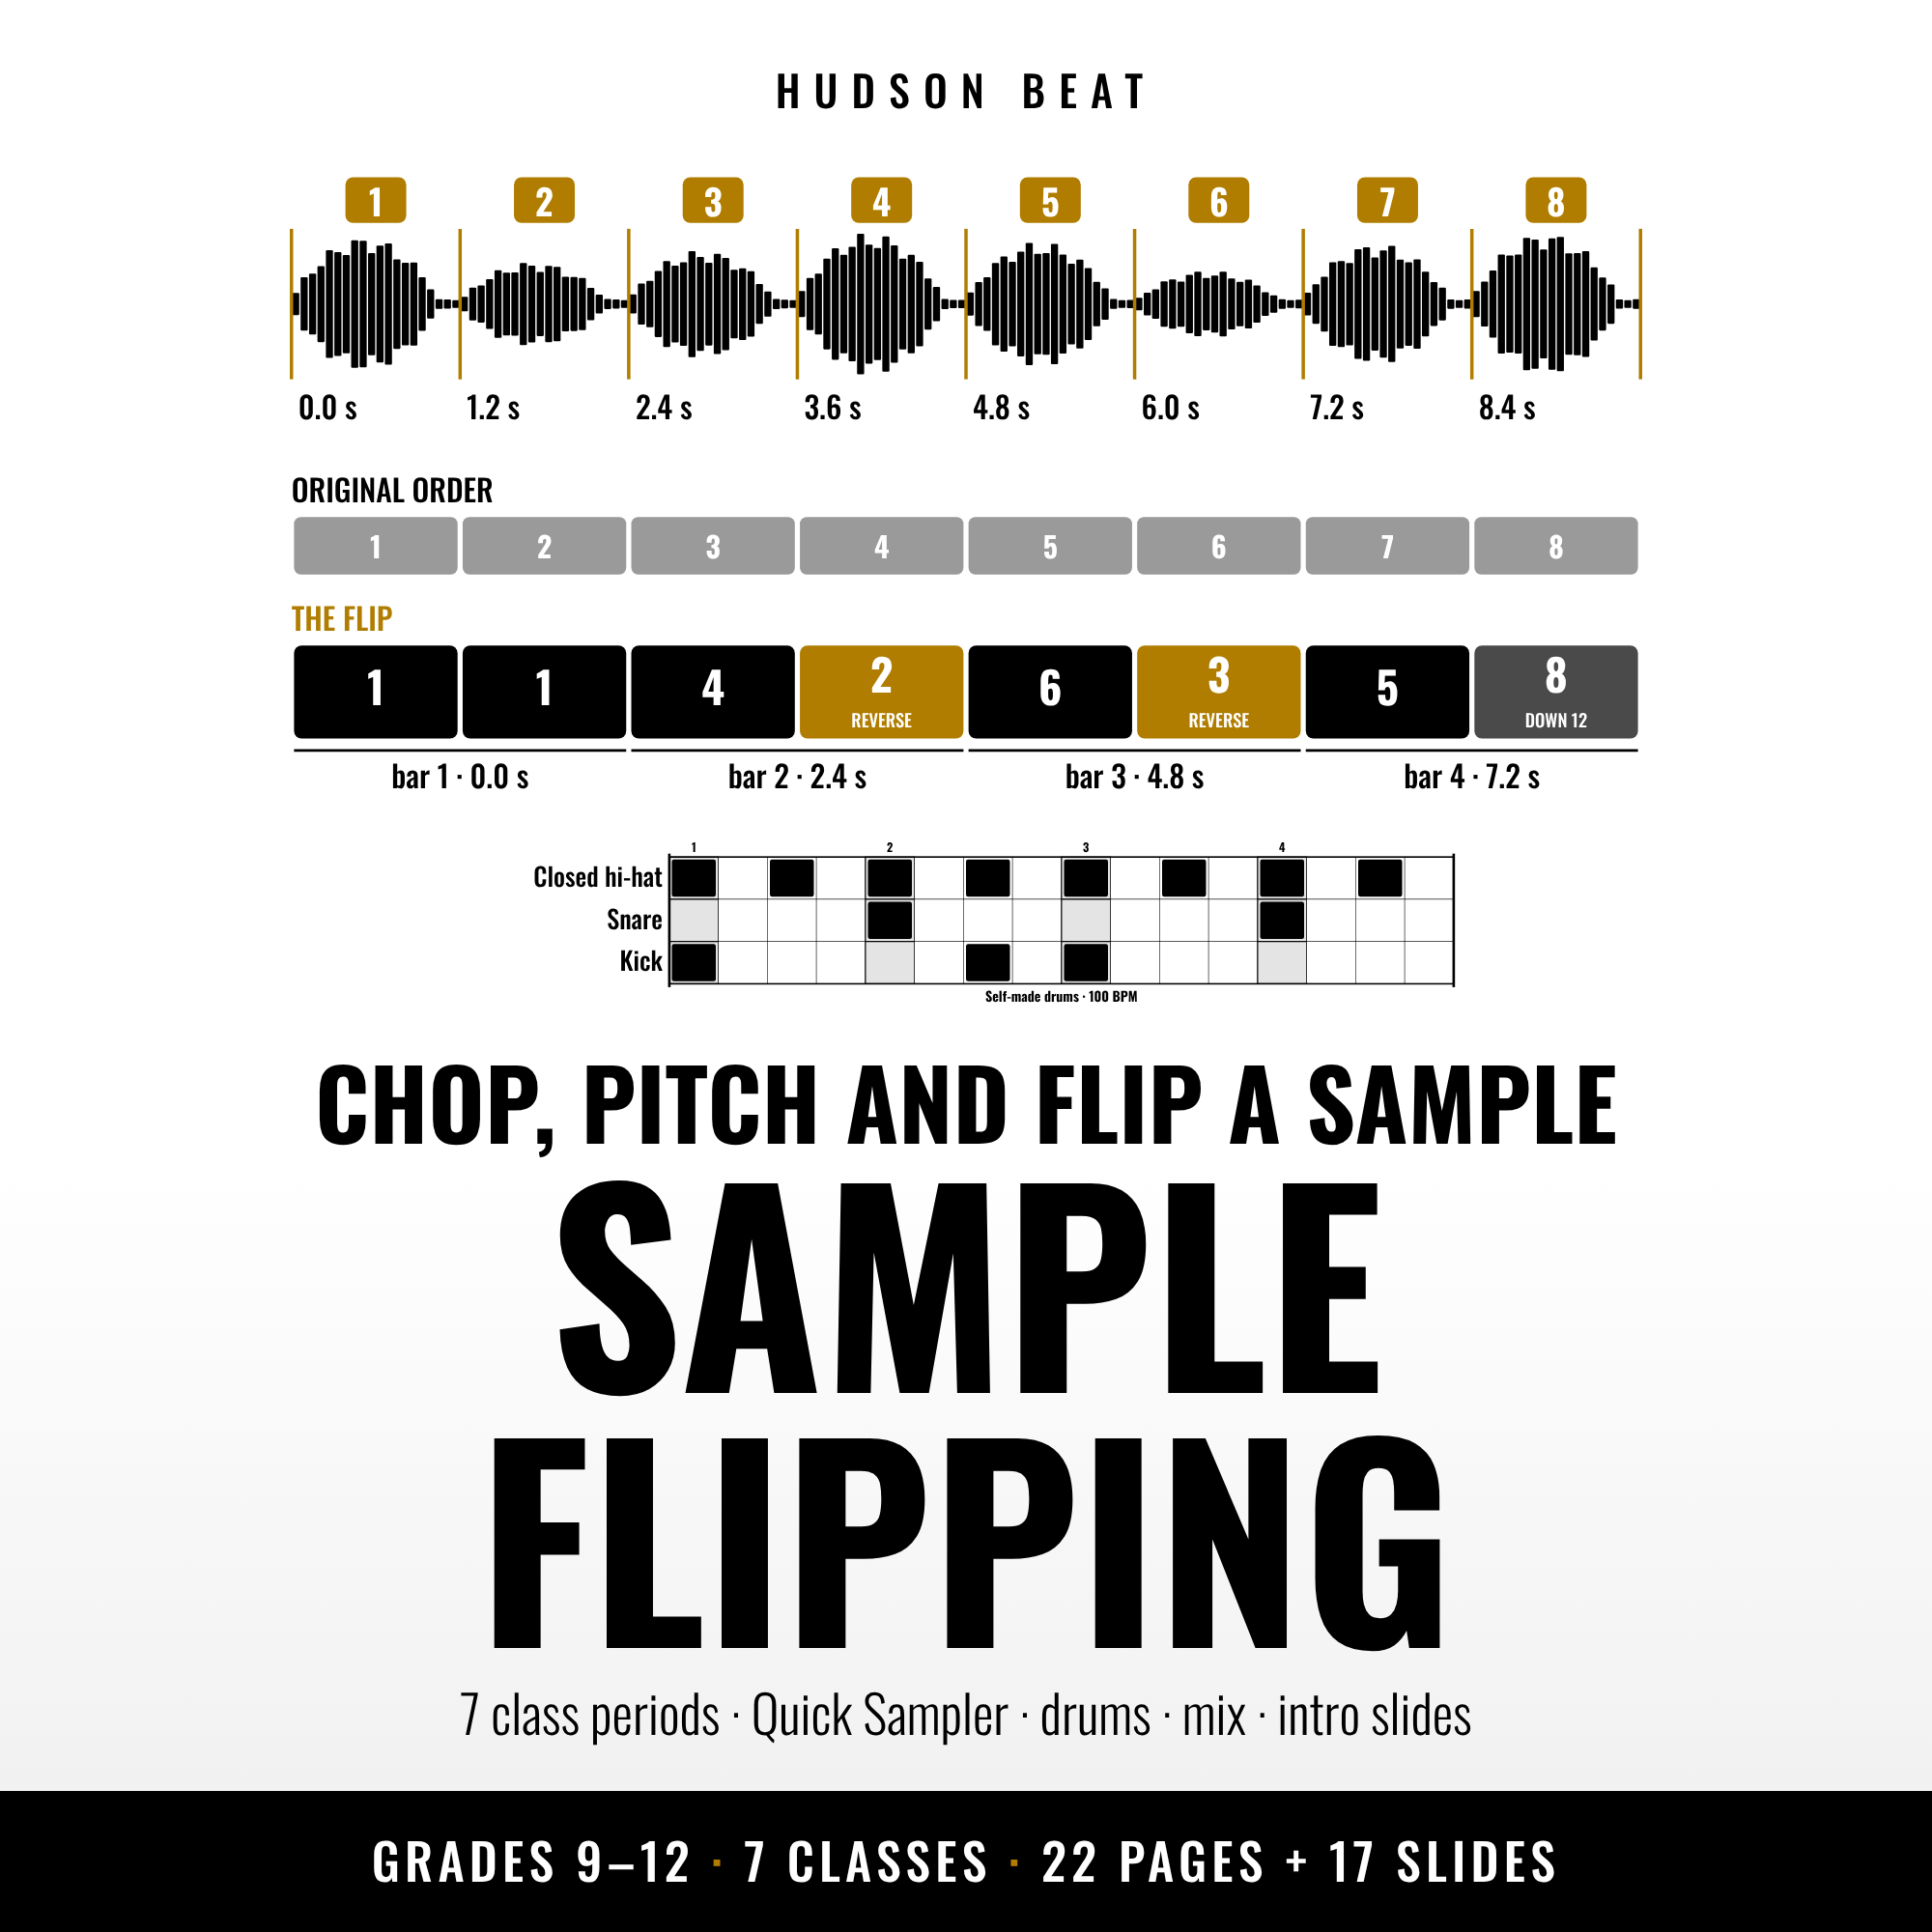 HUDSON BEAT
1 2 3 4 5 6 7 8
0.0 s 1.2 s 2.4 s 3.6 s 4.8 s 6.0 s 7.2 s 8.4 s
ORIGINAL ORDER
1 2 3 4 5 6 7 8
THE FLIP
1 1 4 2 6 3 5 8
REVERSE REVERSE DOWN 12
bar 1 · 0.0 s bar 2 · 2.4 s bar 3 · 4.8 s bar 4 · 7.2 s
1 2 3 4
Closed hi-hat
Snare
Kick
Self-made drums · 100 BPM
CHOP, PITCH AND FLIP A SAMPLE
SAMPLE
FLIPPING
7 class periods · Quick Sampler · drums · mix · intro slides
GRADES 9–12 · 7 CLASSES · 22 PAGES + 17 SLIDES